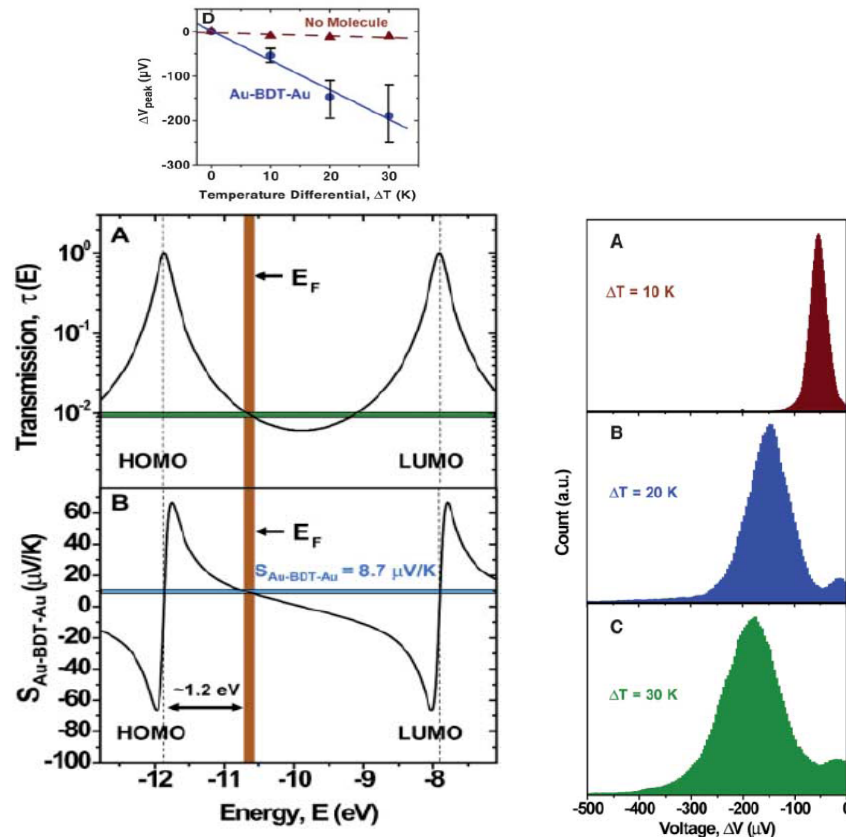 D
No Molecule
Au-BDT-Au
0
-100
-200
-300
ΔV_peak (μV)
0 10 20 30
Temperature Differential, ΔT (K)
A
E_F
10^0
10^-1
10^-2
Transmission, τ(E)
HOMO LUMO
B
E_F
S_Au-BDT-Au = 8.7 μV/K
60
40
20
0
-20
-40
-60
-80
-100
S_Au-BDT-Au (μV/K)
~1.2 eV
HOMO LUMO
-12 -11 -10 -9 -8
Energy, E (eV)
A
ΔT = 10 K
B
ΔT = 20 K
Count (a.u.)
C
ΔT = 30 K
-500 -400 -300 -200 -100 0
Voltage, ΔV (μV)